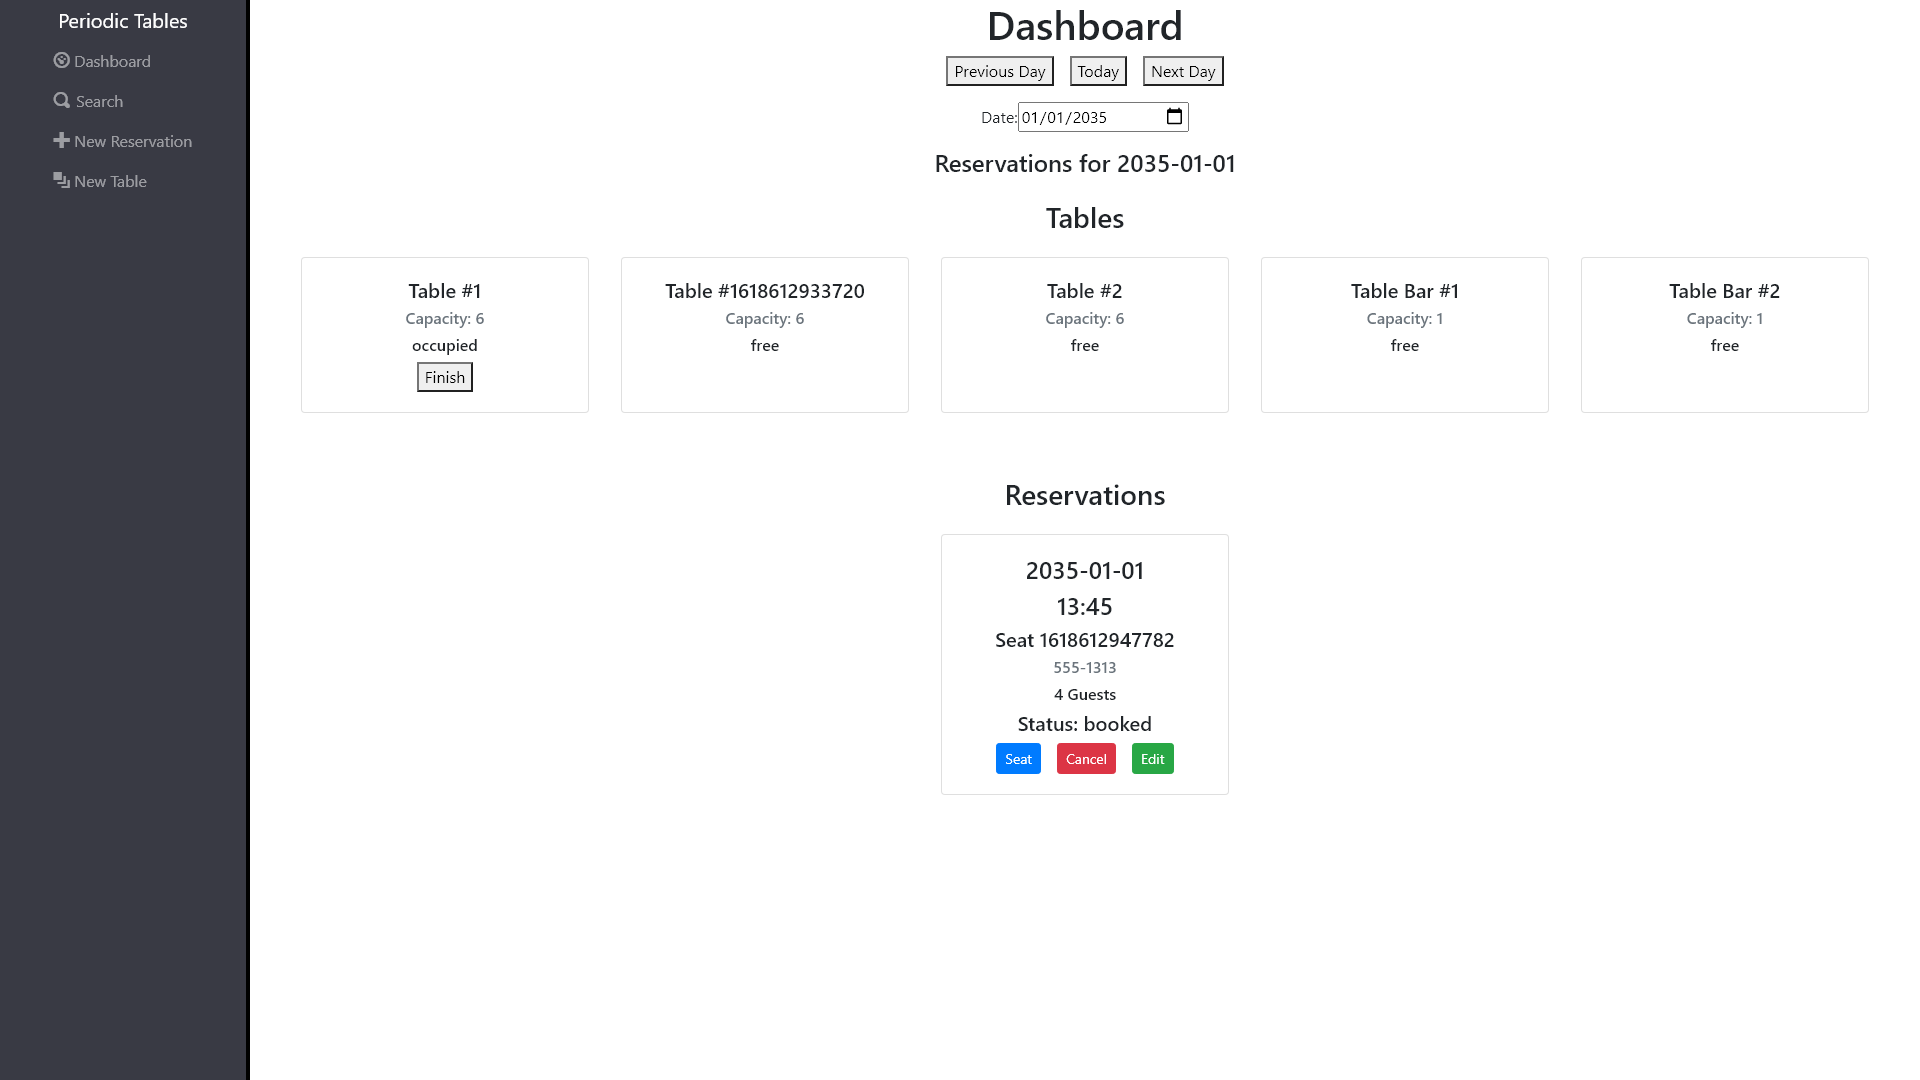 Periodic Tables
Dashboard
Search
New Reservation
New Table
Dashboard
Previous Day Today Next Day
Date: 01/01/2035
Reservations for 2035-01-01
Tables
Table #1
Capacity: 6
occupied
Finish
Table #1618612933720
Capacity: 6
free
Table #2
Capacity: 6
free
Table Bar #1
Capacity: 1
free
Table Bar #2
Capacity: 1
free
Reservations
2035-01-01
13:45
Seat 1618612947782
555-1313
4 Guests
Status: booked
Seat Cancel Edit